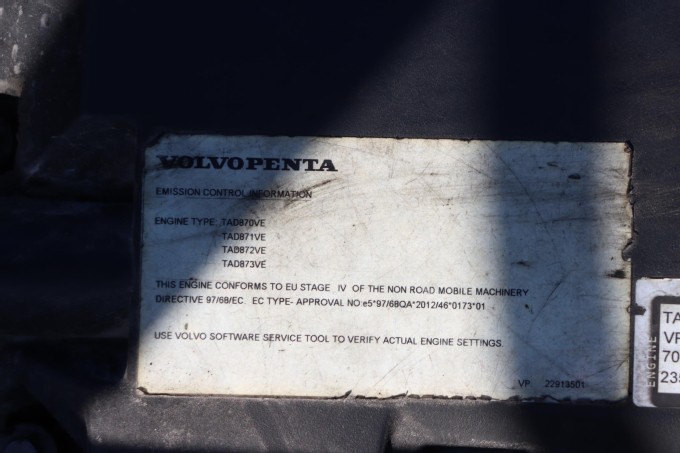 VOLVO PENTA
EMISSION CONTROL INFORMATION
ENGINE TYPE: TAD870VE
TAD871VE
TAD872VE
TAD873VE
THIS ENGINE CONFORMS TO EU STAGE IV OF THE NON ROAD MOBILE MACHINERY
DIRECTIVE 97/68/EC. EC TYPE- APPROVAL NO:e5*97/68QA*2012/46*0173*01
USE VOLVO SOFTWARE SERVICE TOOL TO VERIFY ACTUAL ENGINE SETTINGS.
VP 22913501
ENGINE
TA
VP
70
23